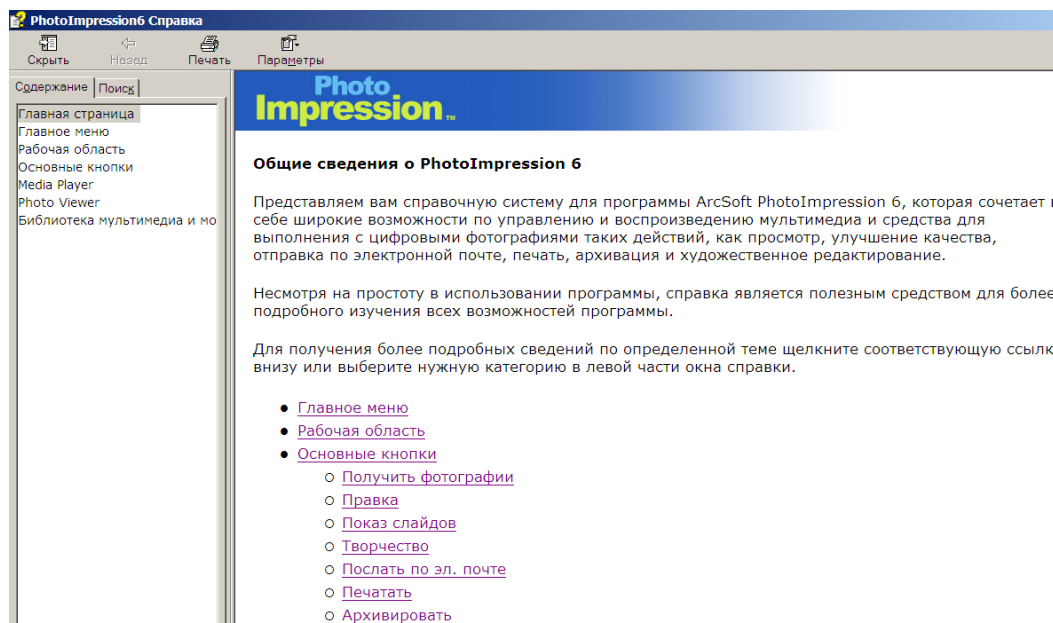 PhotoImpression6 Справка
Скрыть Назад Печать Параметры
Содержание Поиск
Главная страница
Главное меню
Рабочая область
Основные кнопки
Media Player
Photo Viewer
Библиотека мультимедиа и мо
Photo
Impression™
Общие сведения о PhotoImpression 6
Представляем вам справочную систему для программы ArcSoft PhotoImpression 6, которая сочетает в
себе широкие возможности по управлению и воспроизведению мультимедиа и средства для
выполнения с цифровыми фотографиями таких действий, как просмотр, улучшение качества,
отправка по электронной почте, печать, архивация и художественное редактирование.
Несмотря на простоту в использовании программы, справка является полезным средством для более
подробного изучения всех возможностей программы.
Для получения более подробных сведений по определенной теме щелкните соответствующую ссылк
внизу или выберите нужную категорию в левой части окна справки.
• Главное меню
• Рабочая область
• Основные кнопки
○ Получить фотографии
○ Правка
○ Показ слайдов
○ Творчество
○ Послать по эл. почте
○ Печатать
○ Архивировать